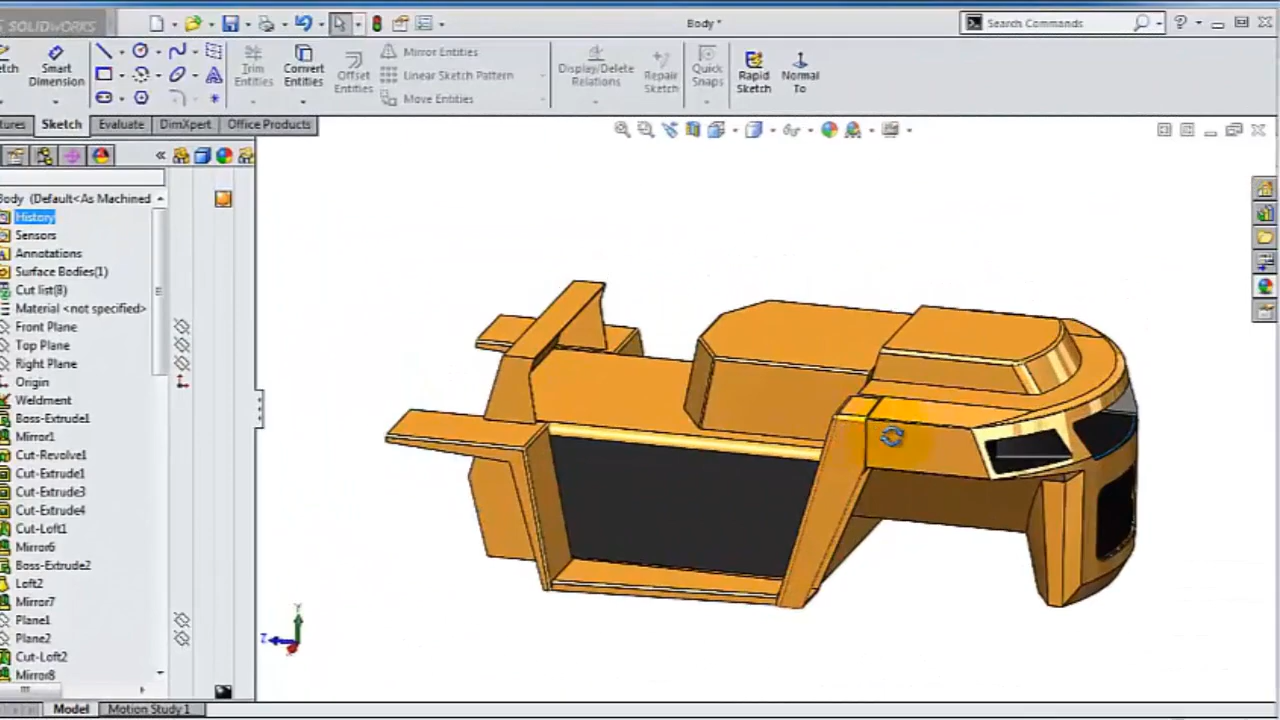 SOLIDWORKS
Body *
Search Commands
Smart Dimension
Trim Entities
Convert Entities
Offset Entities
Mirror Entities
Linear Sketch Pattern
Move Entities
Display/Delete Relations
Repair Sketch
Quick Snaps
Rapid Sketch
Normal To
Sketch
Evaluate
DimXpert
Office Products
Body (Default<As Machined
History
Sensors
Annotations
Surface Bodies(1)
Cut list(8)
Material <not specified>
Front Plane
Top Plane
Right Plane
Origin
Weldment
Boss-Extrude1
Mirror1
Cut-Revolve1
Cut-Extrude1
Cut-Extrude3
Cut-Extrude4
Cut-Loft1
Mirror6
Boss-Extrude2
Loft2
Mirror7
Plane1
Plane2
Cut-Loft2
Mirror8
Y
Z
Model
Motion Study 1